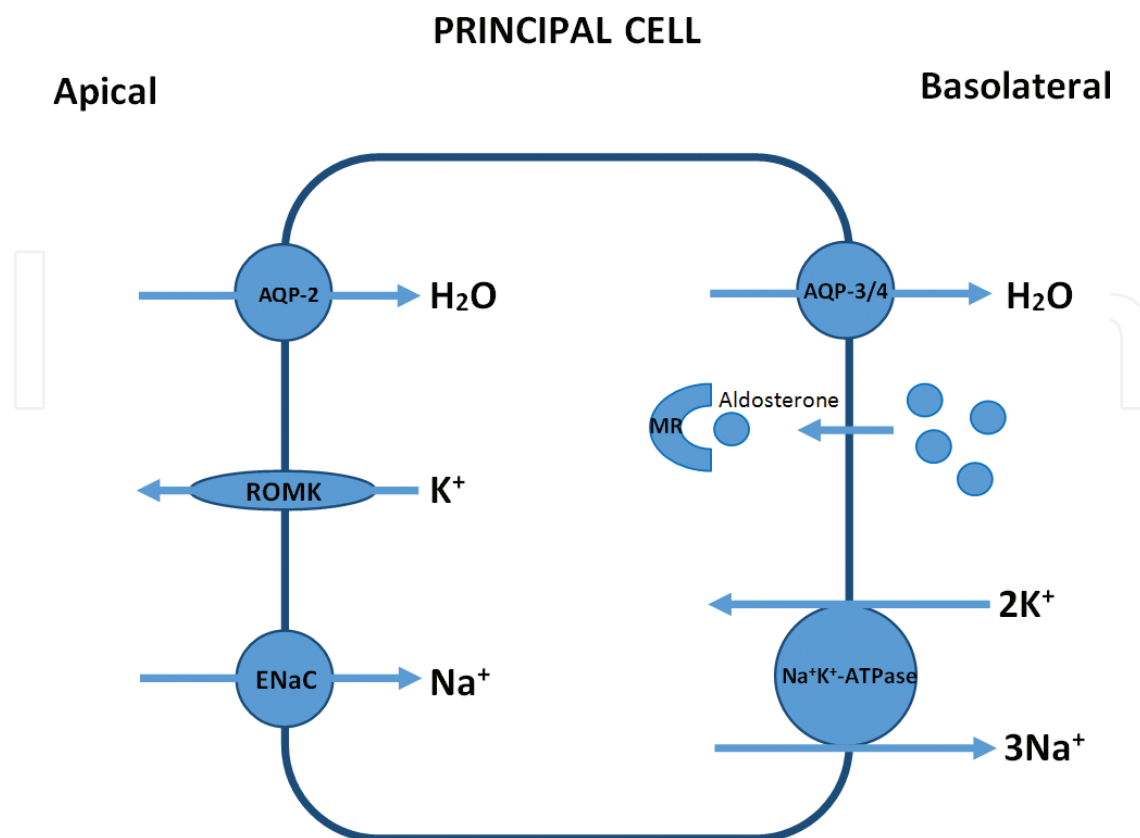 PRINCIPAL CELL
Apical
Basolateral
AQP-2
H₂O
AQP-3/4
H₂O
Aldosterone
MR
ROMK
K⁺
2K⁺
ENaC
Na⁺
Na⁺K⁺-ATPase
3Na⁺